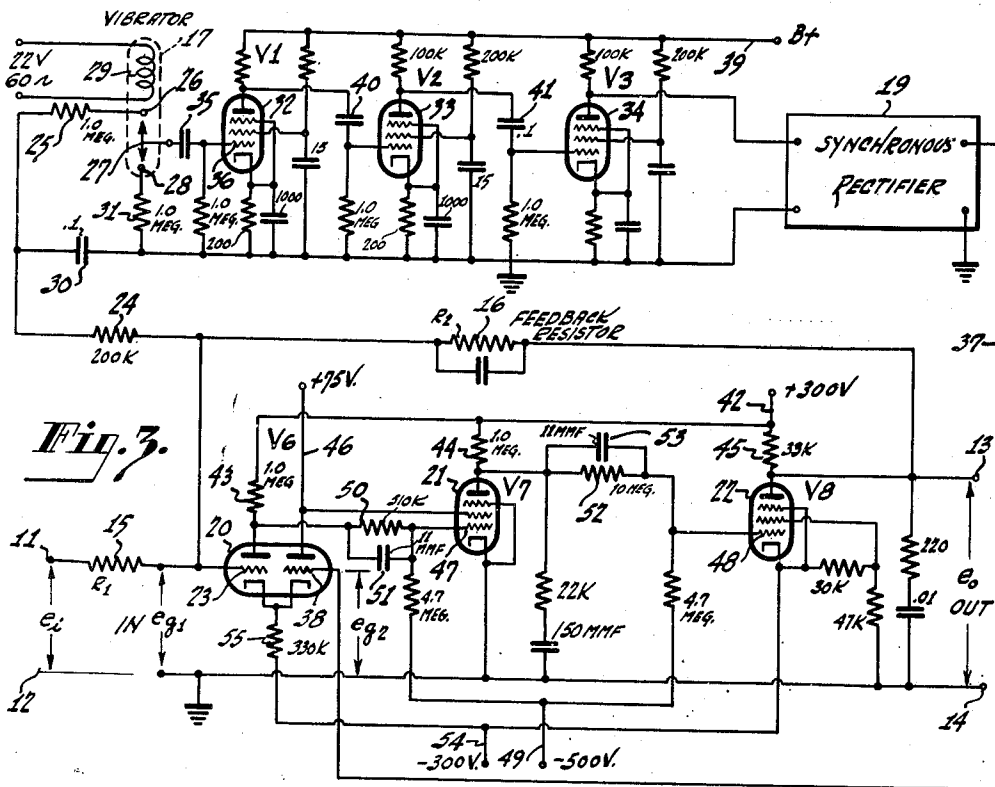 VIBRATOR
17
22V
60~
29
26
25
1.0
MEG.
27
28
31
1.0
MEG.
.1
30
35
V1
32
36
1.0
MEG.
200
1000
15
40
100K
V2
200K
33
1.0
MEG
200
1000
15
41
.1
100K
V3
200K
34
1.0
MEG.
B+
39
19
SYNCHRONOUS
RECTIFIER
24
200K
R2
16
FEEDBACK
RESISTOR
37
Fig. 3.
+75V.
+300V
42
43
1.0
MEG
V6
46
44
1.0
MEG.
11MMF
53
45
33K
13
50
510K
21
V7
52
10 MEG.
22
V8
11
15
R1
20
11
MMF
51
47
48
23
38
4.7
MEG.
22K
4.7
MEG.
30K
47K
220
.01
ei
IN
eg1
55
330K
eg2
150MMF
eo
OUT
12
54
-300V.
49
-500V.
14